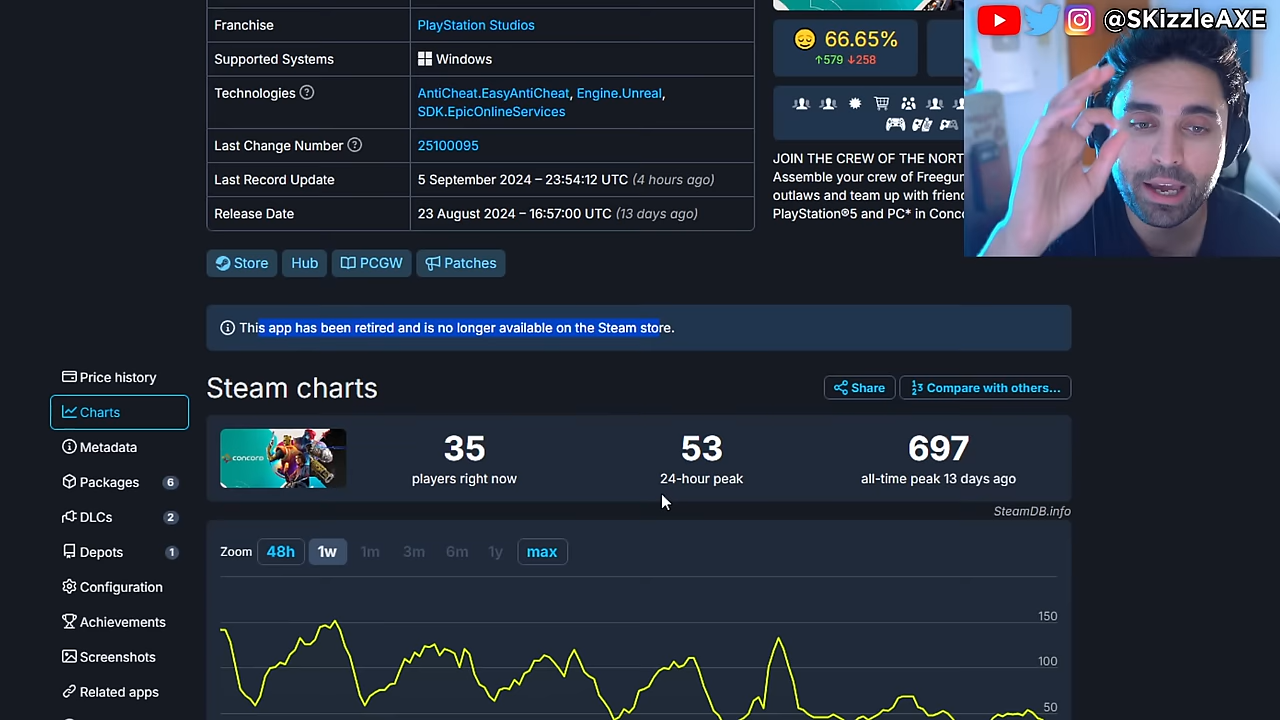 @SKizzleAXE
Franchise
PlayStation Studios
Supported Systems
Windows
Technologies
AntiCheat.EasyAntiCheat, Engine.Unreal,
SDK.EpicOnlineServices
Last Change Number
25100095
Last Record Update
5 September 2024 – 23:54:12 UTC (4 hours ago)
Release Date
23 August 2024 – 16:57:00 UTC (13 days ago)
66.65%
↑579 ↓258
JOIN THE CREW OF THE NORT
Assemble your crew of Freegun
outlaws and team up with friend
PlayStation®5 and PC* in Conco
Store
Hub
PCGW
Patches
This app has been retired and is no longer available on the Steam store.
Price history
Charts
Metadata
Packages 6
DLCs 2
Depots 1
Configuration
Achievements
Screenshots
Related apps
Steam charts
Share
Compare with others...
CONCORD
35
players right now
53
24-hour peak
697
all-time peak 13 days ago
SteamDB.info
Zoom 48h 1w 1m 3m 6m 1y max
150
100
50